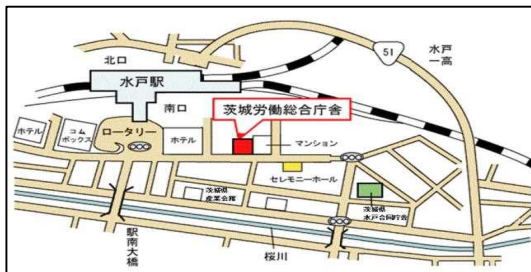 北口
水戸駅
南口
51
水戸
一高
茨城労働総合庁舎
ホテル
コム
ボックス
ロータリー
ホテル
マンション
セレモニーホール
茨城県
産業会館
茨城県
水戸合同庁舎
駅南大橋
桜川